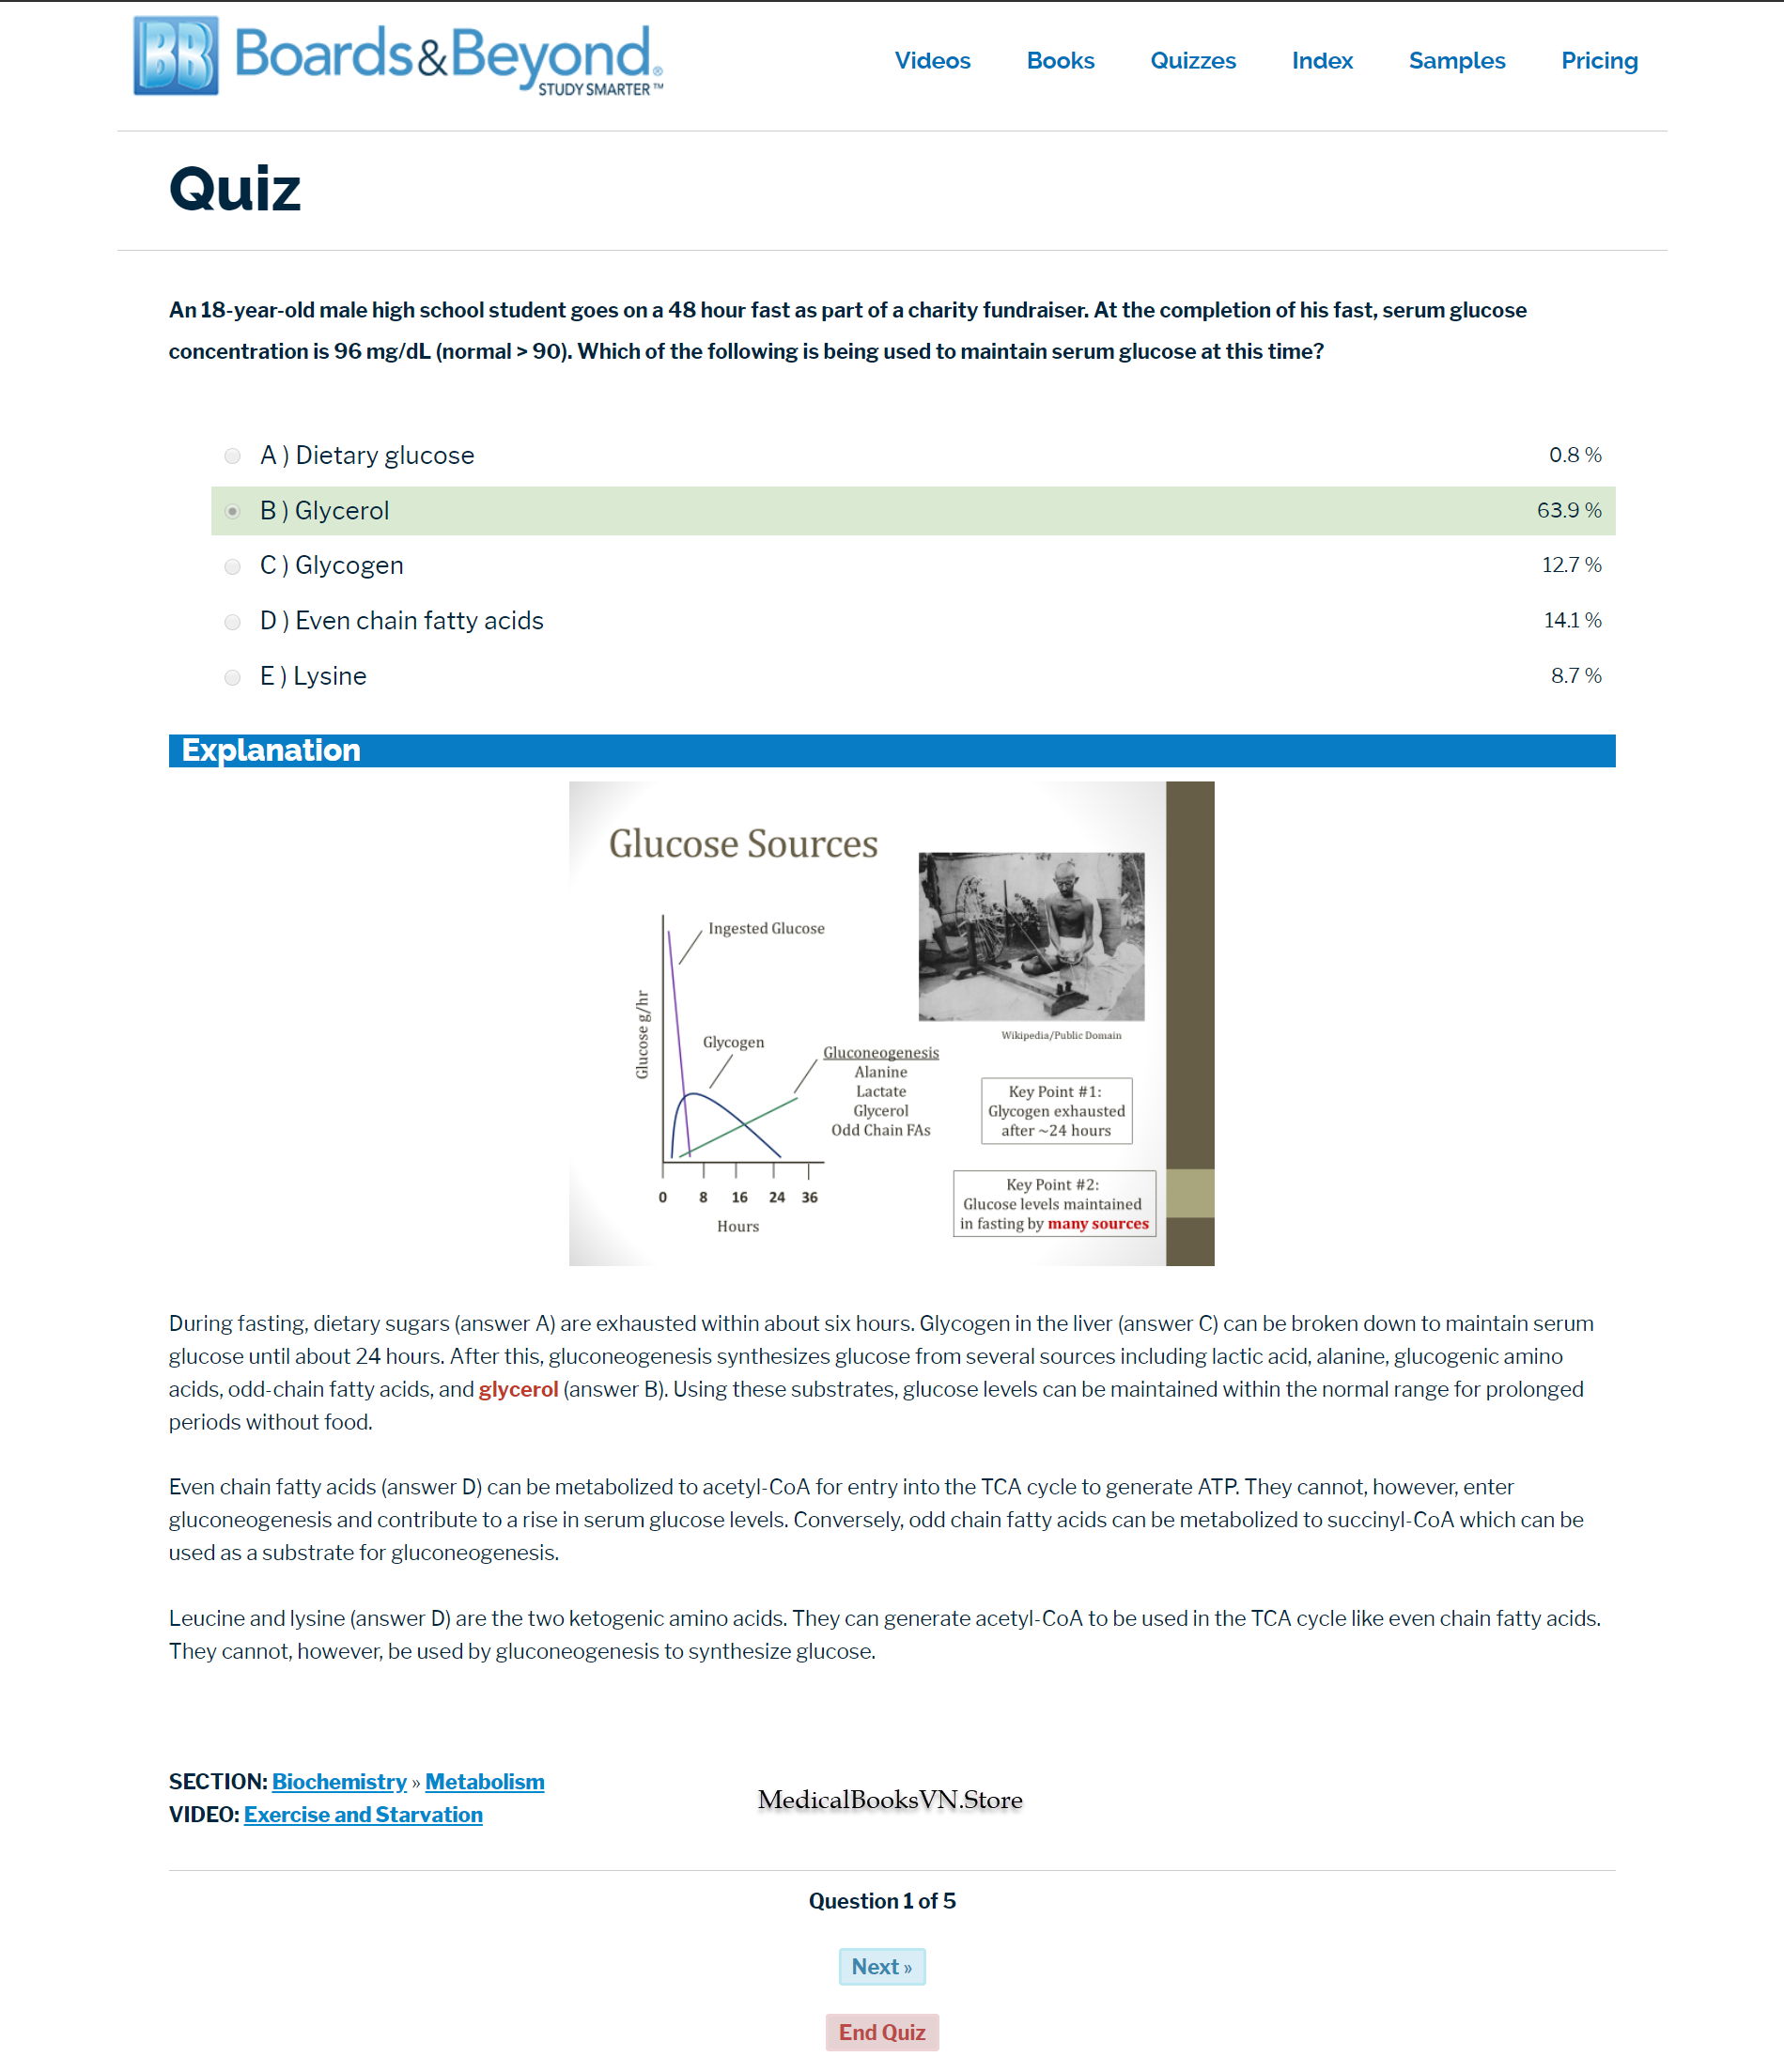 BB Boards&Beyond®
STUDY SMARTER™
Videos Books Quizzes Index Samples Pricing
Quiz
An 18-year-old male high school student goes on a 48 hour fast as part of a charity fundraiser. At the completion of his fast, serum glucose
concentration is 96 mg/dL (normal > 90). Which of the following is being used to maintain serum glucose at this time?
A ) Dietary glucose 0.8 %
B ) Glycerol 63.9 %
C ) Glycogen 12.7 %
D ) Even chain fatty acids 14.1 %
E ) Lysine 8.7 %
Explanation
Glucose Sources
Ingested Glucose
Glucose g/hr
Glycogen
Gluconeogenesis
Alanine
Lactate
Glycerol
Odd Chain FAs
0 8 16 24 36
Hours
Wikipedia/Public Domain
Key Point #1:
Glycogen exhausted
after ~24 hours
Key Point #2:
Glucose levels maintained
in fasting by many sources
During fasting, dietary sugars (answer A) are exhausted within about six hours. Glycogen in the liver (answer C) can be broken down to maintain serum
glucose until about 24 hours. After this, gluconeogenesis synthesizes glucose from several sources including lactic acid, alanine, glucogenic amino
acids, odd-chain fatty acids, and glycerol (answer B). Using these substrates, glucose levels can be maintained within the normal range for prolonged
periods without food.
Even chain fatty acids (answer D) can be metabolized to acetyl-CoA for entry into the TCA cycle to generate ATP. They cannot, however, enter
gluconeogenesis and contribute to a rise in serum glucose levels. Conversely, odd chain fatty acids can be metabolized to succinyl-CoA which can be
used as a substrate for gluconeogenesis.
Leucine and lysine (answer D) are the two ketogenic amino acids. They can generate acetyl-CoA to be used in the TCA cycle like even chain fatty acids.
They cannot, however, be used by gluconeogenesis to synthesize glucose.
SECTION: Biochemistry » Metabolism
VIDEO: Exercise and Starvation
MedicalBooksVN.Store
Question 1 of 5
Next »
End Quiz